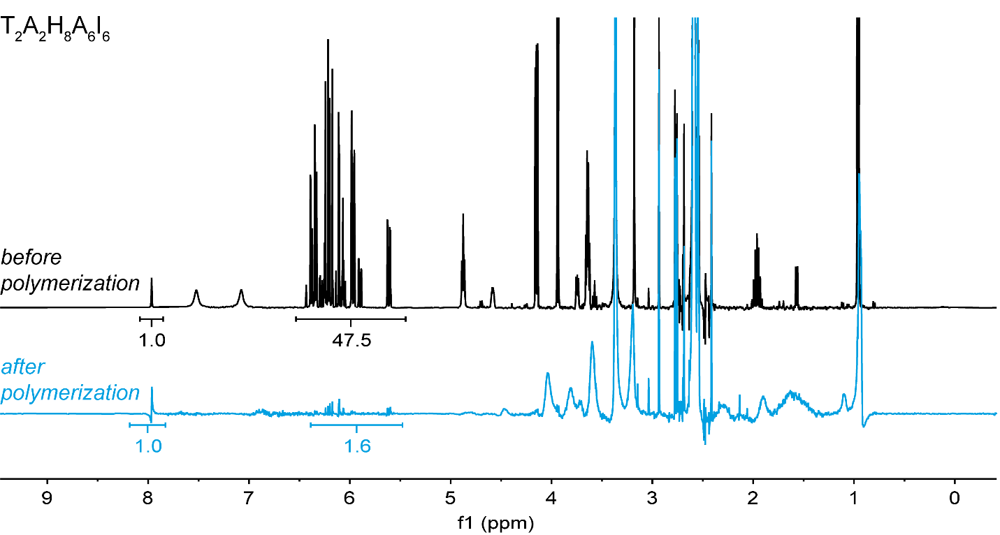 T₂A₂H₈A₆I₆
before
polymerization
1.0
47.5
after
polymerization
1.0
1.6
9 8 7 6 5 4 3 2 1 0
f1 (ppm)